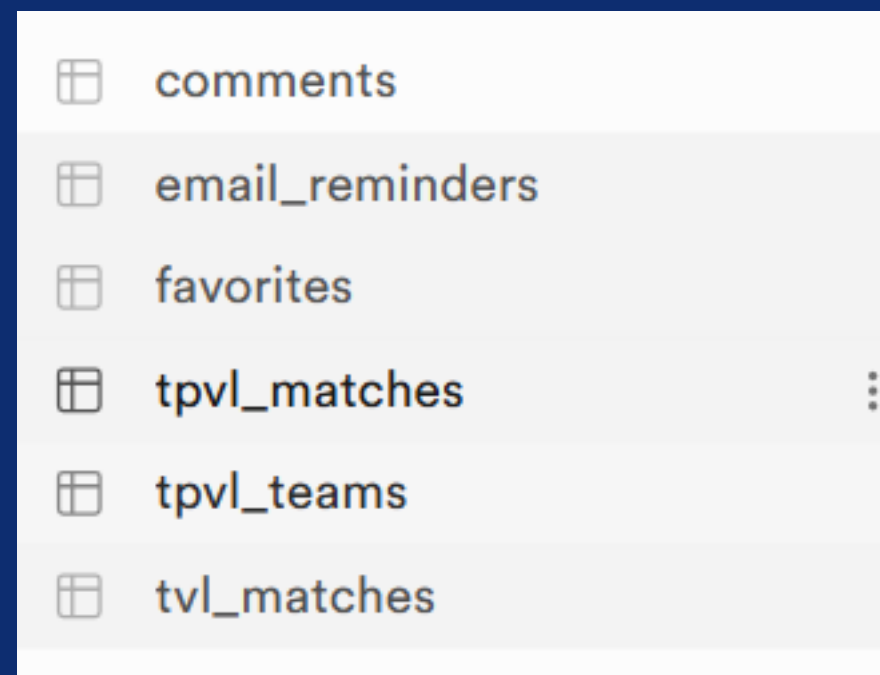 comments
email_reminders
favorites
tpvl_matches
tpvl_teams
tvl_matches